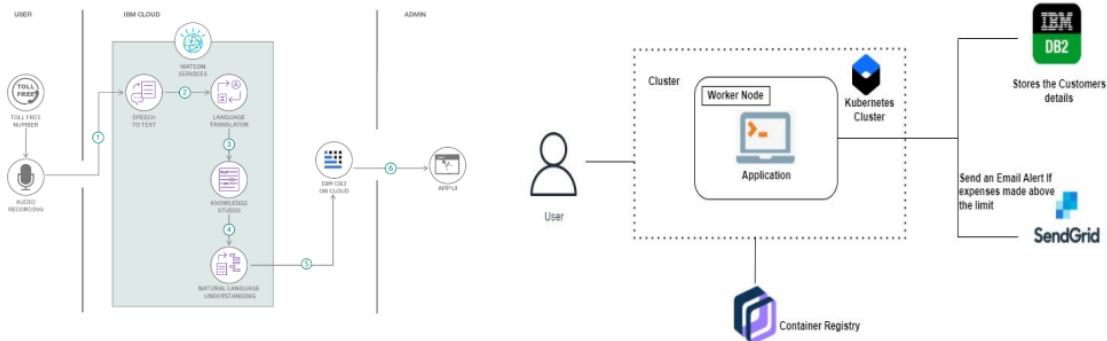 USER
IBM CLOUD
ADMIN
WATSON
SERVICES
TOLL
FREE
TOLL FREE
NUMBER
SPEECH
TO TEXT
LANGUAGE
TRANSLATOR
1
2
3
AUDIO
RECORDING
KNOWLEDGE
STUDIO
4
NATURAL LANGUAGE
UNDERSTANDING
5
IBM DB2
ON CLOUD
6
APP UI
User
Cluster
Worker Node
Application
Kubernetes
Cluster
Container Registry
IBM
DB2
Stores the Customers
details
Send an Email Alert If
expenses made above
the limit
SendGrid